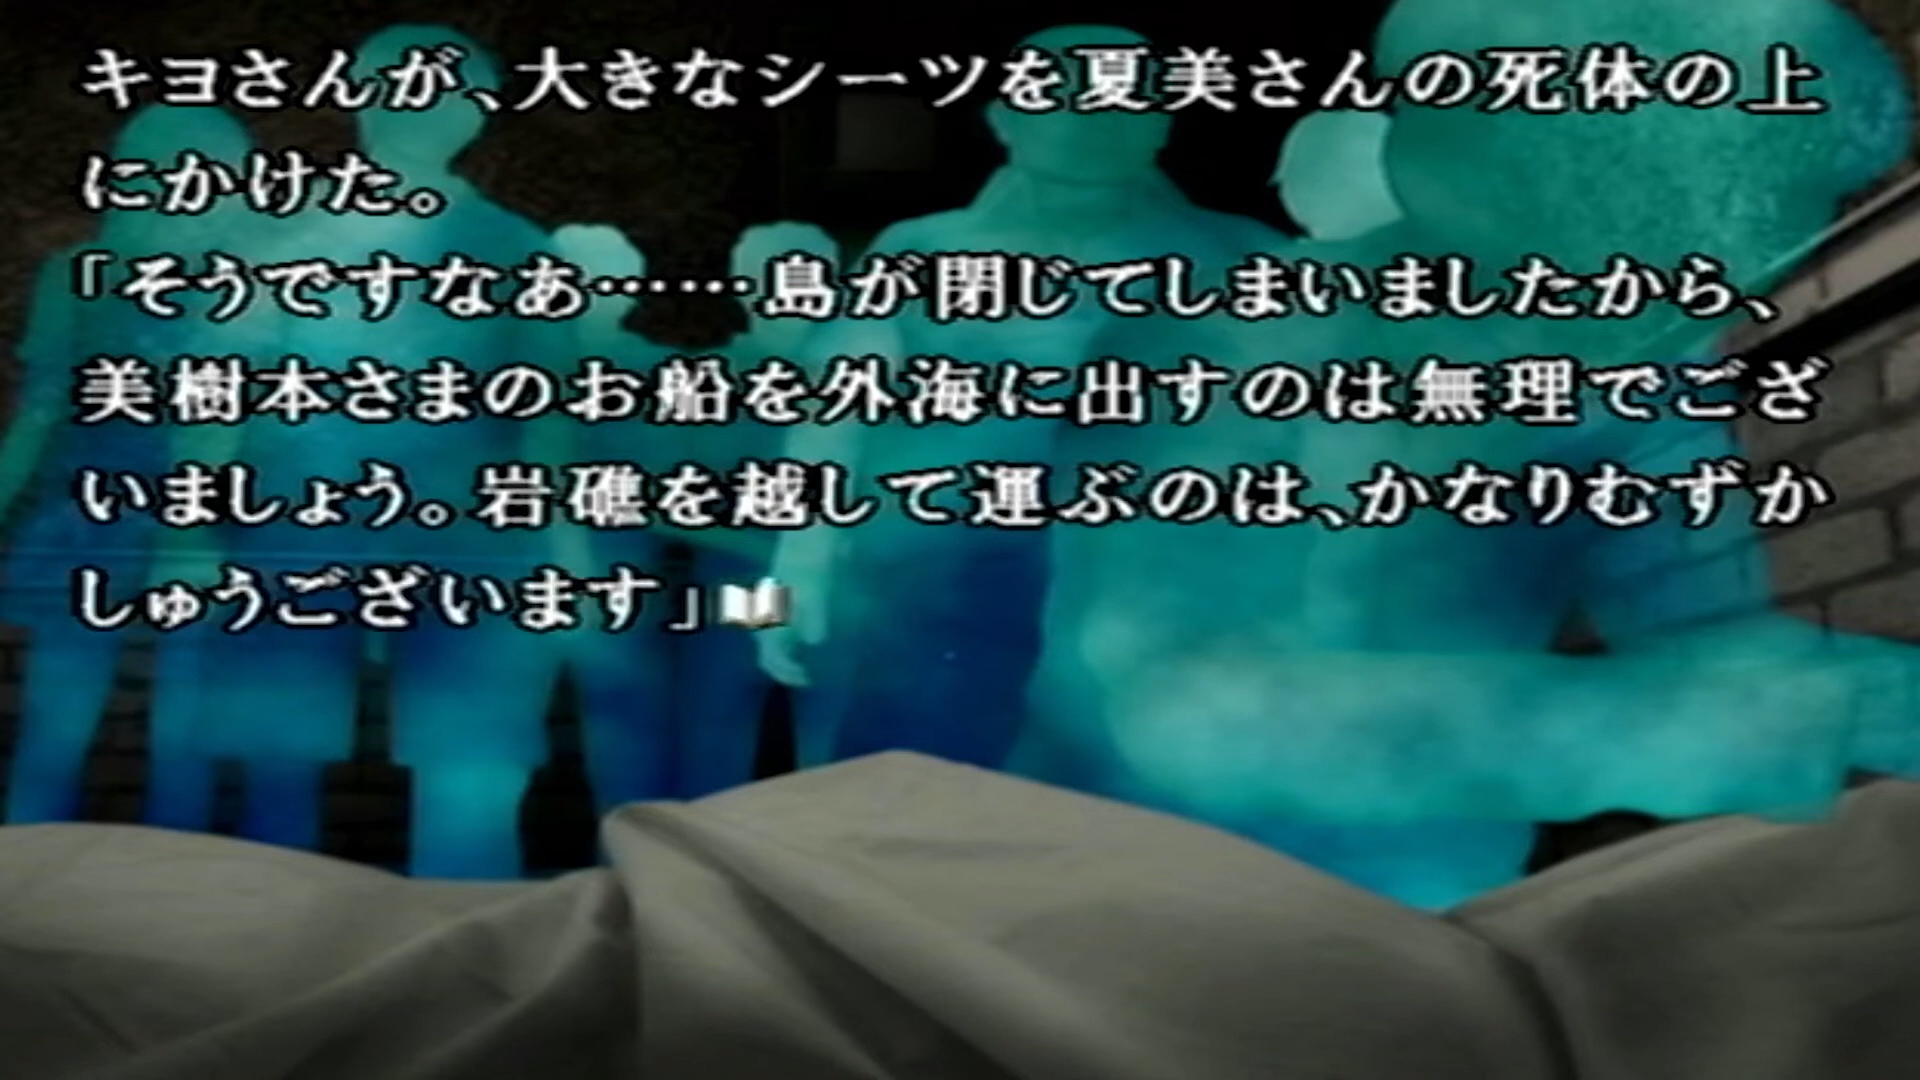 キヨさんが、大きなシーツを夏美さんの死体の上
にかけた。
「そうですなあ……島が閉じてしまいましたから、
美樹本さまのお船を外海に出すのは無理でござ
いましょう。岩礁を越して運ぶのは、かなりむずか
しゅうございます」